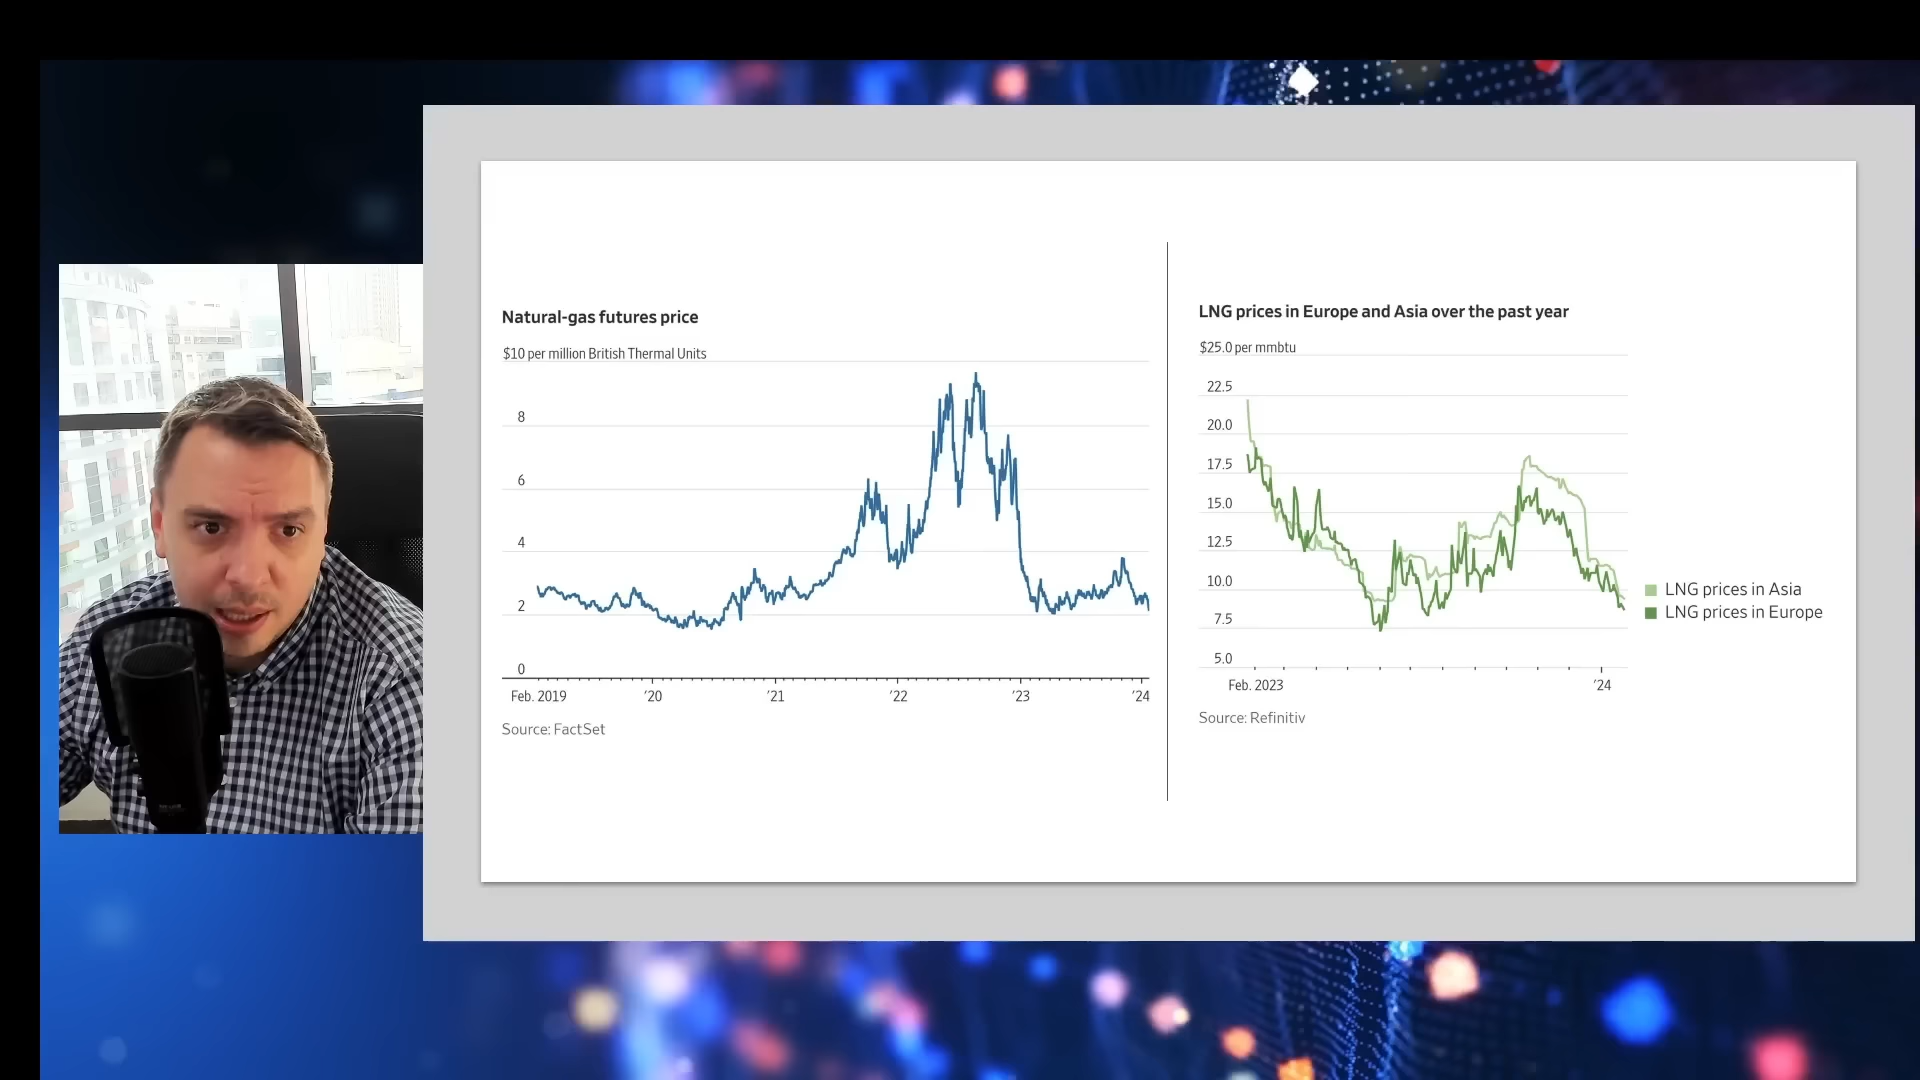 Natural-gas futures price
$10 per million British Thermal Units
8
6
4
2
0
Feb. 2019 ’20 ’21 ’22 ’23 ’24
Source: FactSet
LNG prices in Europe and Asia over the past year
$25.0 per mmbtu
22.5
20.0
17.5
15.0
12.5
10.0
7.5
5.0
Feb. 2023 ’24
Source: Refinitiv
LNG prices in Asia
LNG prices in Europe